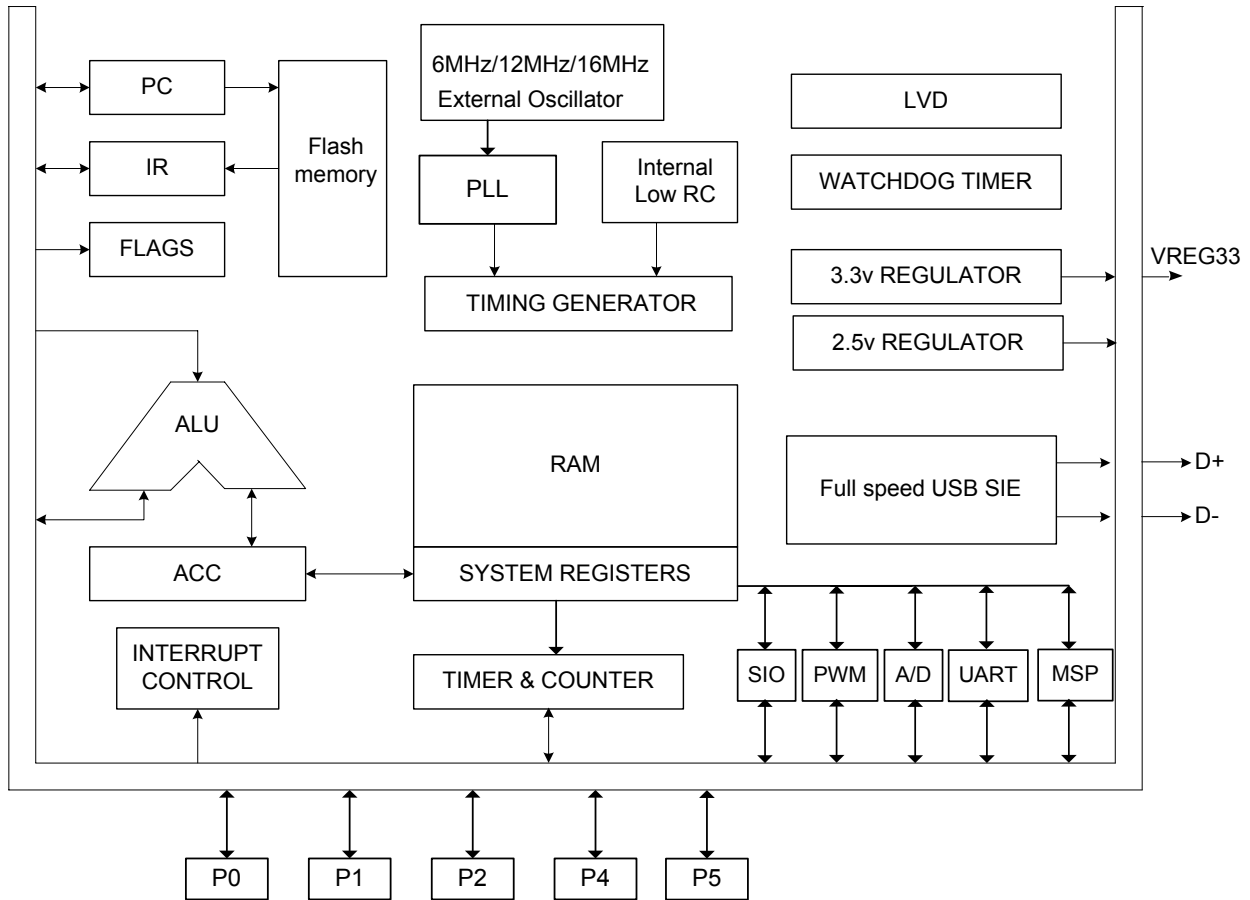 PC
IR
FLAGS
Flash
memory
6MHz/12MHz/16MHz
External Oscillator
PLL
Internal
Low RC
TIMING GENERATOR
LVD
WATCHDOG TIMER
3.3v REGULATOR
2.5v REGULATOR
VREG33
ALU
ACC
RAM
SYSTEM REGISTERS
Full speed USB SIE
D+
D-
INTERRUPT
CONTROL
TIMER & COUNTER
SIO
PWM
A/D
UART
MSP
P0
P1
P2
P4
P5